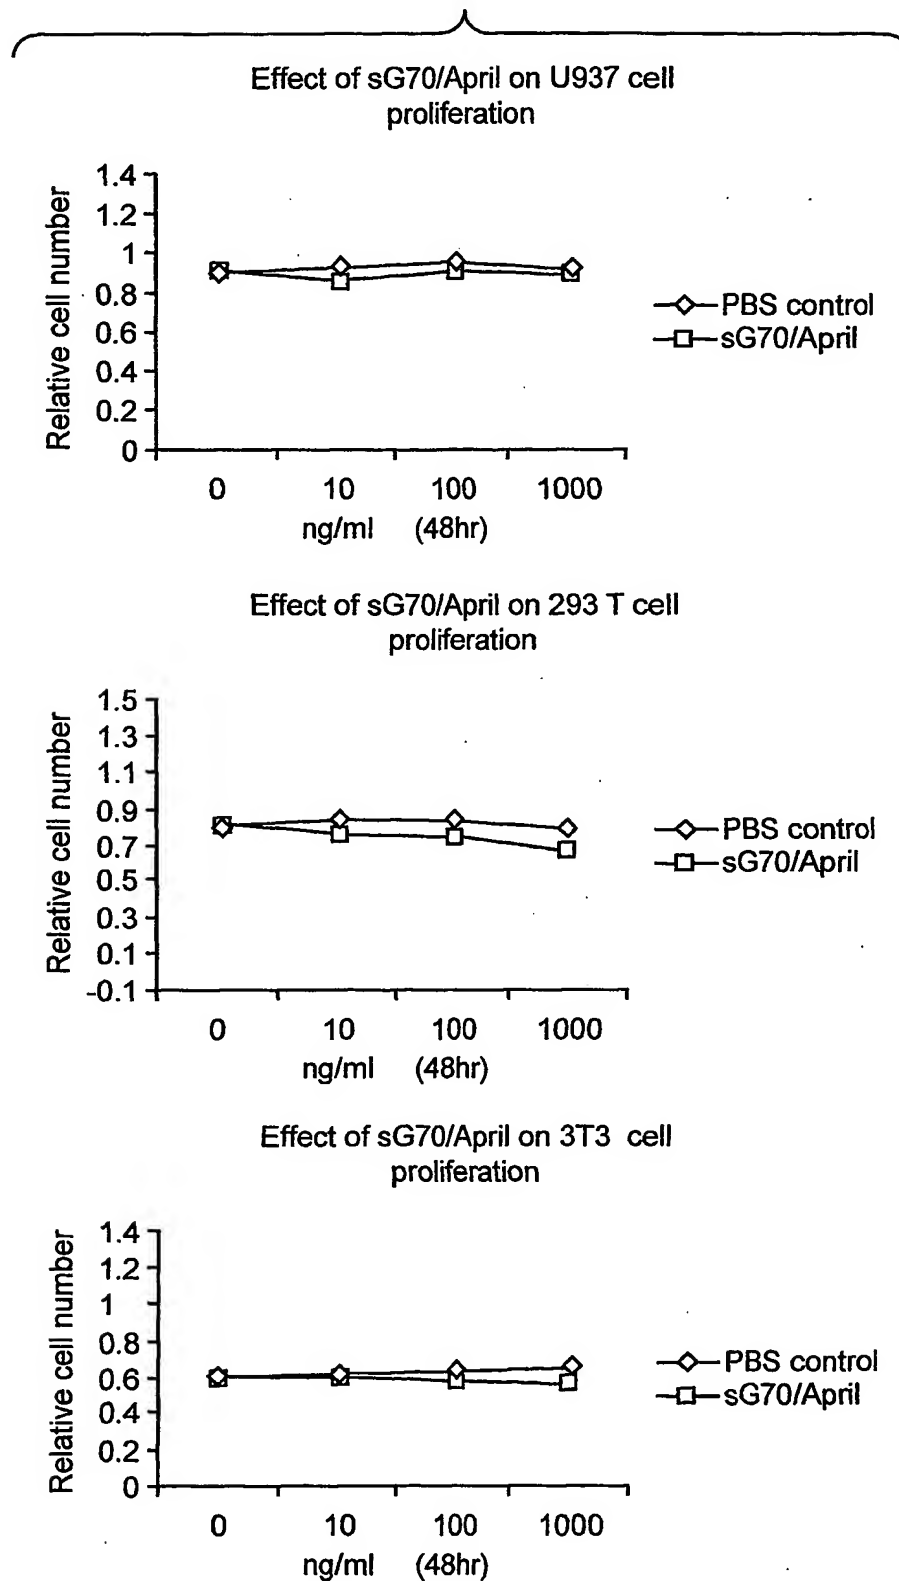 Effect of sG70/April on U937 cell
proliferation
Relative cell number
1.4
1.2
1
0.8
0.6
0.4
0.2
0
0 10 100 1000
ng/ml (48hr)
PBS control
sG70/April
Effect of sG70/April on 293 T cell
proliferation
Relative cell number
1.5
1.3
1.1
0.9
0.7
0.5
0.3
0.1
-0.1
0 10 100 1000
ng/ml (48hr)
PBS control
sG70/April
Effect of sG70/April on 3T3 cell
proliferation
Relative cell number
1.4
1.2
1
0.8
0.6
0.4
0.2
0
0 10 100 1000
ng/ml (48hr)
PBS control
sG70/April